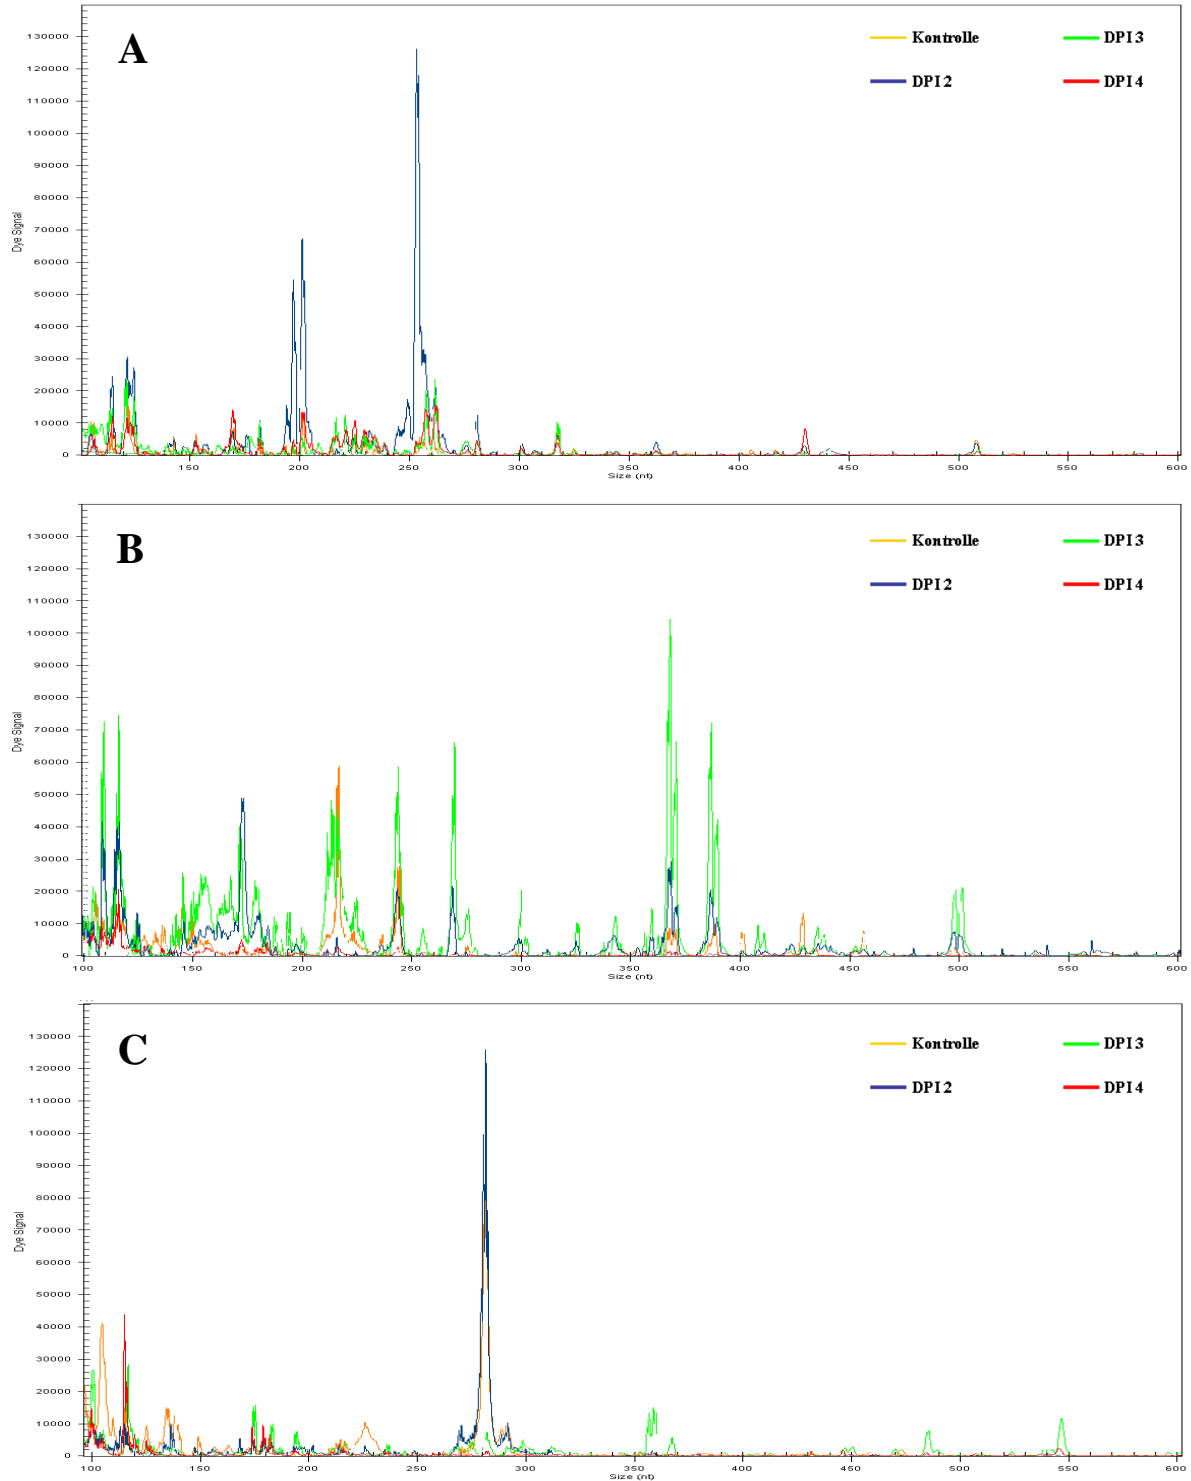 A
Kontrolle
DPI 3
DPI 2
DPI 4
130000
120000
110000
100000
90000
80000
70000
60000
50000
40000
30000
20000
10000
0
Dye Signal
150 200 250 300 350 400 450 500 550 600
Size (nt)
B
Kontrolle
DPI 3
DPI 2
DPI 4
130000
120000
110000
100000
90000
80000
70000
60000
50000
40000
30000
20000
10000
0
Dye Signal
100 150 200 250 300 350 400 450 500 550 600
Size (nt)
C
Kontrolle
DPI 3
DPI 2
DPI 4
130000
120000
110000
100000
90000
80000
70000
60000
50000
40000
30000
20000
10000
0
Dye Signal
100 150 200 250 300 350 400 450 500 550 600
Size (nt)